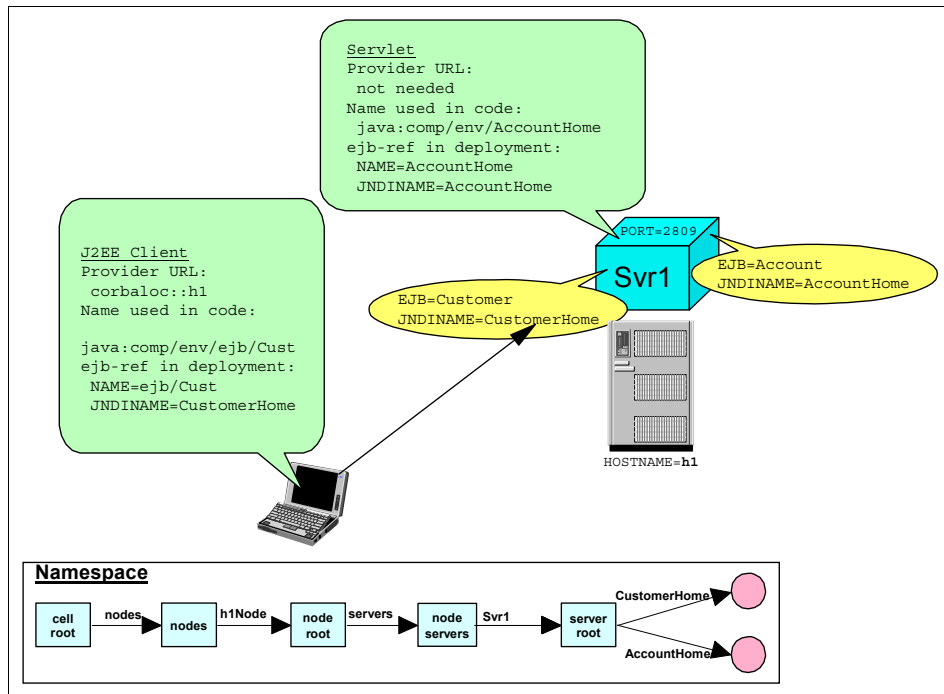 Servlet
Provider URL:
not needed
Name used in code:
java:comp/env/AccountHome
ejb-ref in deployment:
NAME=AccountHome
JNDINAME=AccountHome
J2EE Client
Provider URL:
corbaloc::h1
Name used in code:
java:comp/env/ejb/Cust
ejb-ref in deployment:
NAME=ejb/Cust
JNDINAME=CustomerHome
PORT=2809
Svr1
EJB=Account
JNDINAME=AccountHome
EJB=Customer
JNDINAME=CustomerHome
HOSTNAME=h1
Namespace
cell
root
nodes
nodes
h1Node
node
root
servers
node
servers
Svr1
server
root
CustomerHome
AccountHome